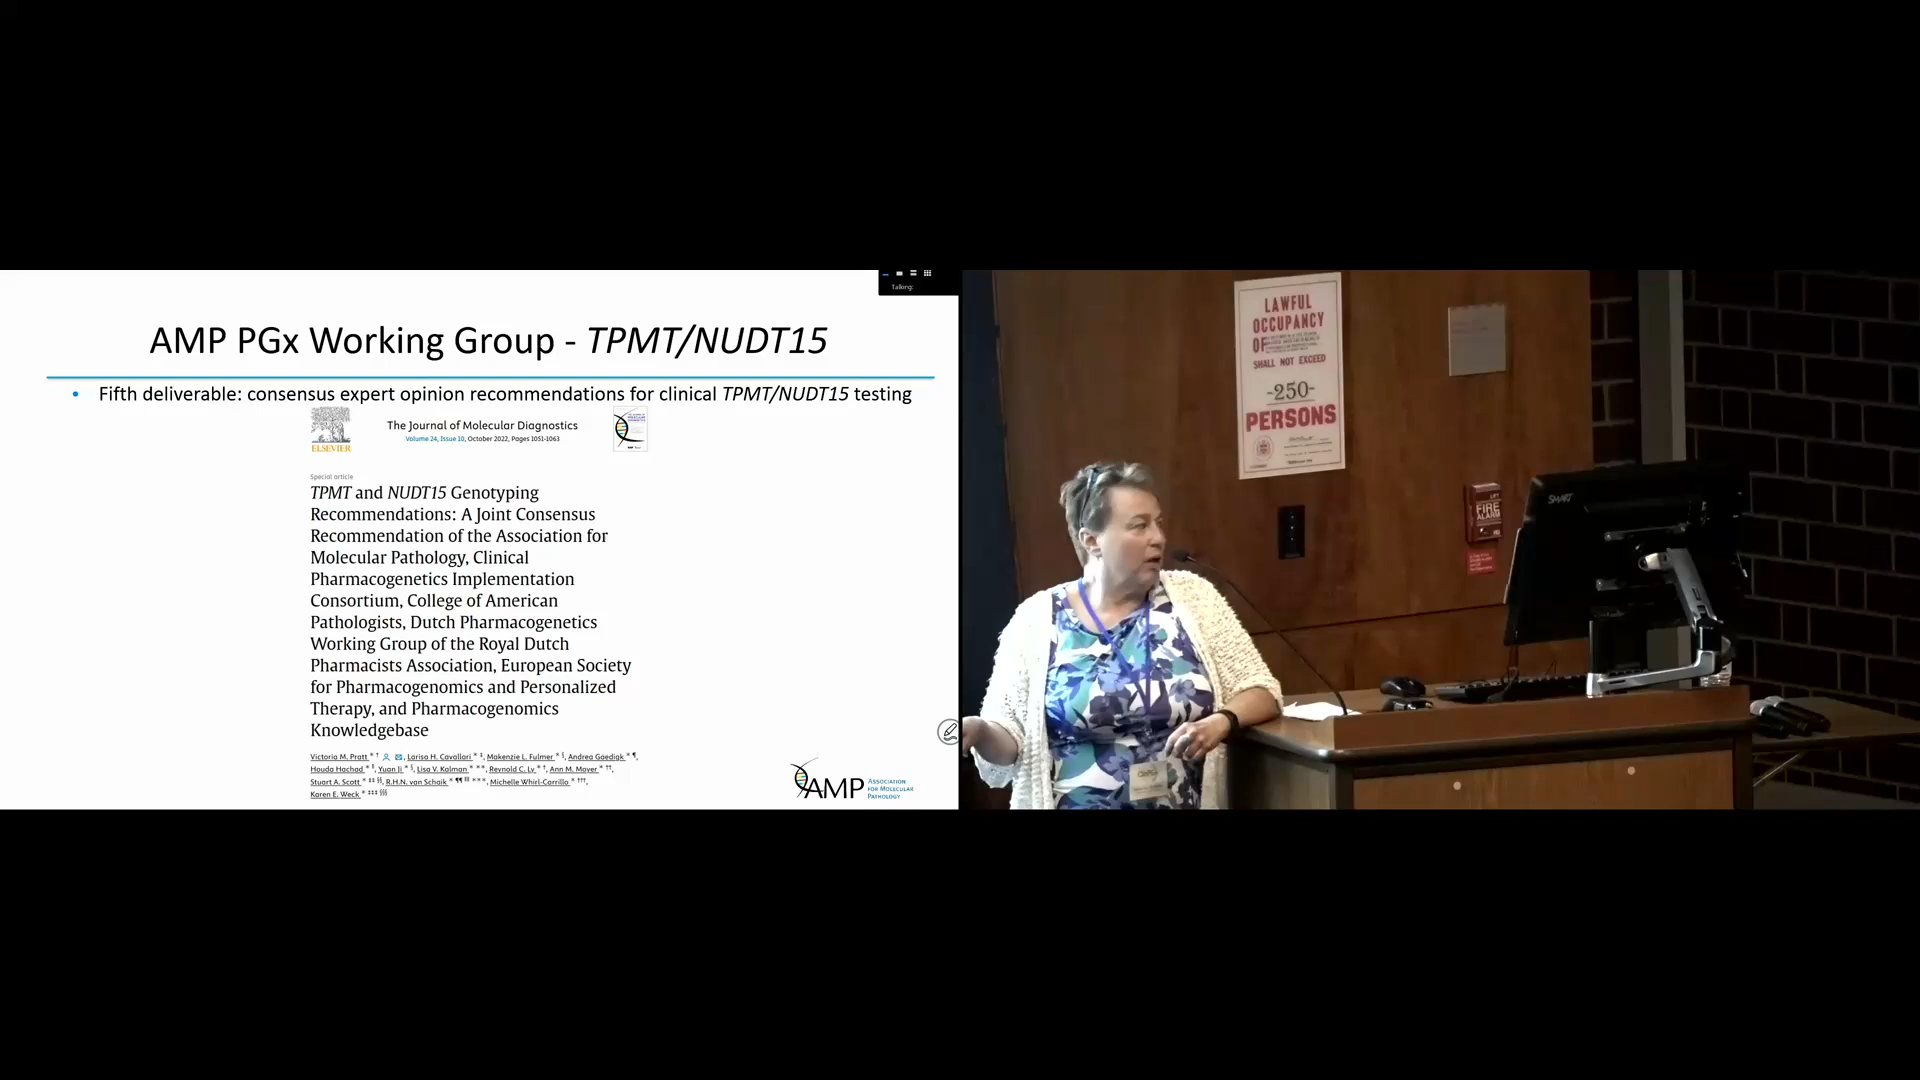 Talking:
AMP PGx Working Group - TPMT/NUDT15
• Fifth deliverable: consensus expert opinion recommendations for clinical TPMT/NUDT15 testing
ELSEVIER
The Journal of Molecular Diagnostics
Volume 24, Issue 10, October 2022, Pages 1051-1063
Special article
TPMT and NUDT15 Genotyping
Recommendations: A Joint Consensus
Recommendation of the Association for
Molecular Pathology, Clinical
Pharmacogenetics Implementation
Consortium, College of American
Pathologists, Dutch Pharmacogenetics
Working Group of the Royal Dutch
Pharmacists Association, European Society
for Pharmacogenomics and Personalized
Therapy, and Pharmacogenomics
Knowledgebase
Victoria M. Pratt * †, Larisa H. Cavallari * ‡, Makenzie L. Fulmer * §, Andrea Gaedigk * ¶,
Houda Hachad *, Yuan Ji * §, Lisa V. Kalman * **, Reynold C. Ly * †, Ann M. Moyer * ††,
Stuart A. Scott * ‡‡ §§, R.H.N. van Schaik * ¶¶ ***, Michelle Whirl-Carrillo * †††,
Karen E. Weck * ‡‡‡ §§§
AMP ASSOCIATION
FOR MOLECULAR
PATHOLOGY
LAWFUL
OCCUPANCY
OF
SHALL NOT EXCEED
-250-
PERSONS
SMART
LIFT
FIRE
ALARM